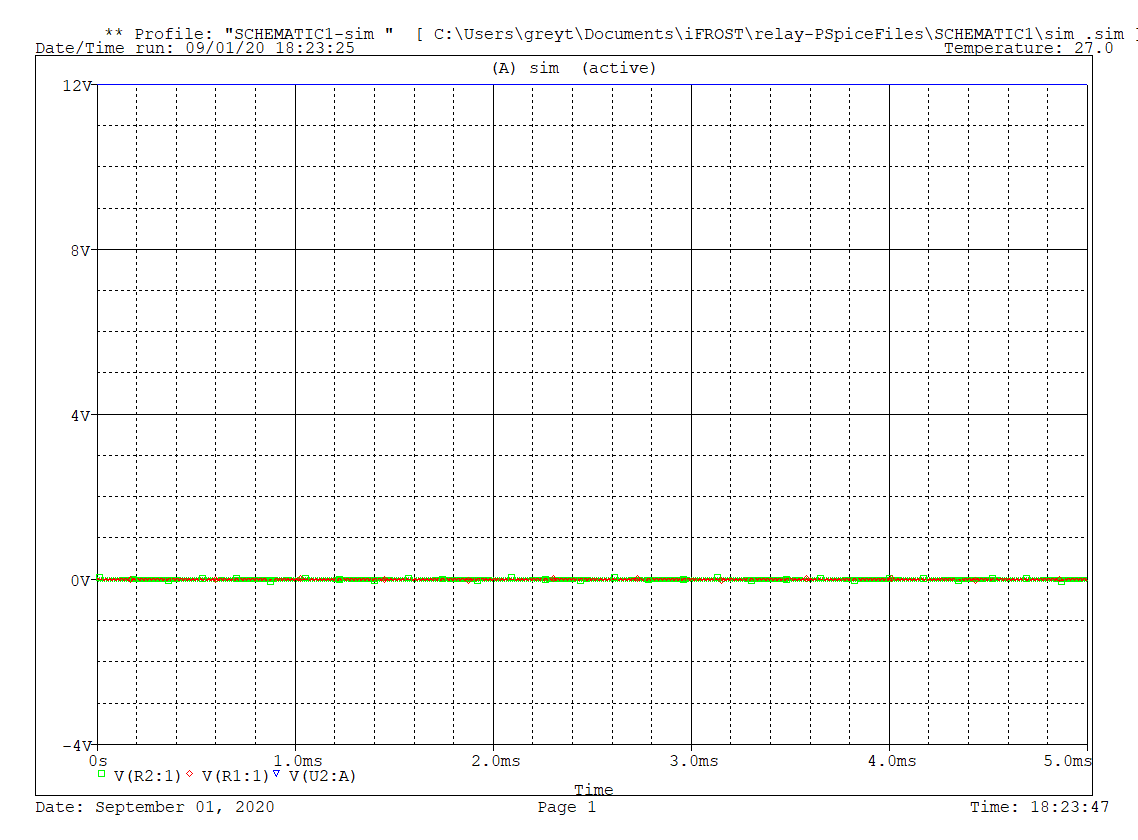 ** Profile: "SCHEMATIC1-sim "  [ C:\Users\greyt\Documents\iFROST\relay-PSpiceFiles\SCHEMATIC1\sim .sim ]
Date/Time run: 09/01/20 18:23:25 Temperature: 27.0
(A) sim  (active)
12V
8V
4V
0V
-4V
0s 1.0ms 2.0ms 3.0ms 4.0ms 5.0ms
V(R2:1) V(R1:1) V(U2:A)
Time
Date: September 01, 2020 Page 1 Time: 18:23:47